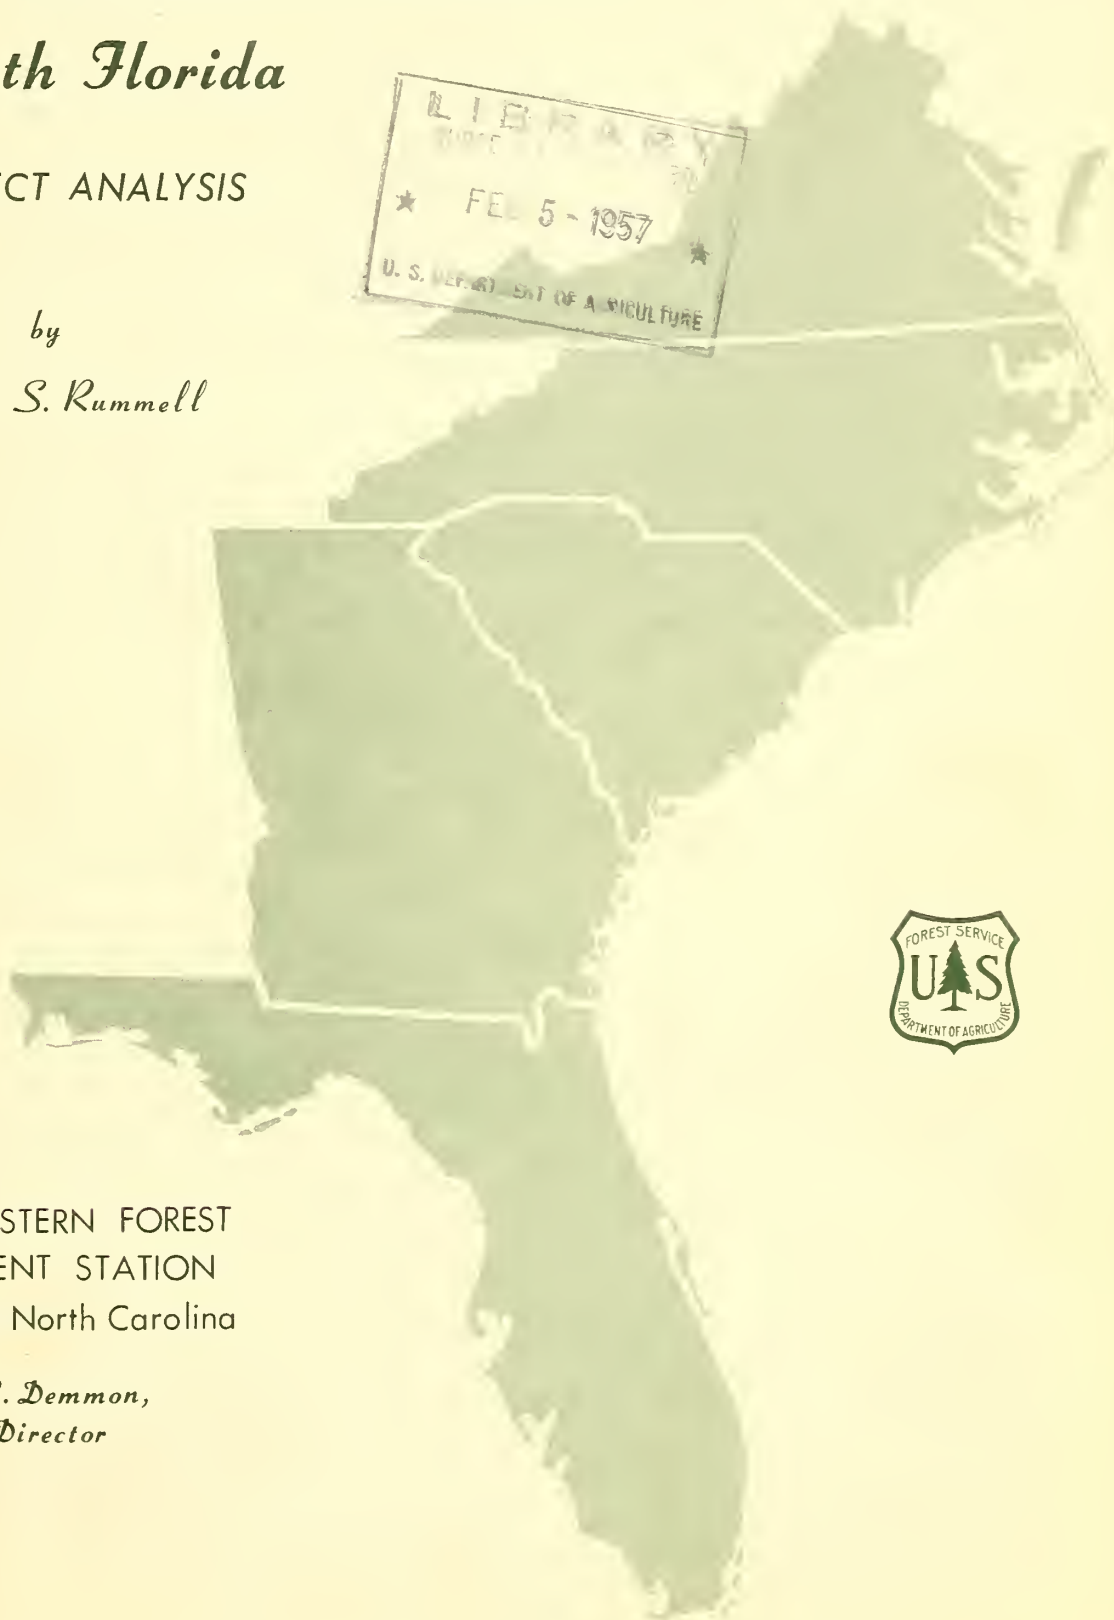 th Florida
ECT ANALYSIS
by
S. Rummell
LIBRARY
★ FEB 5 - 1957 ★
U. S. DEPARTMENT OF AGRICULTURE
FOREST SERVICE
U S
DEPARTMENT OF AGRICULTURE
STERN FOREST
ENT STATION
North Carolina
. Demmon,
Director